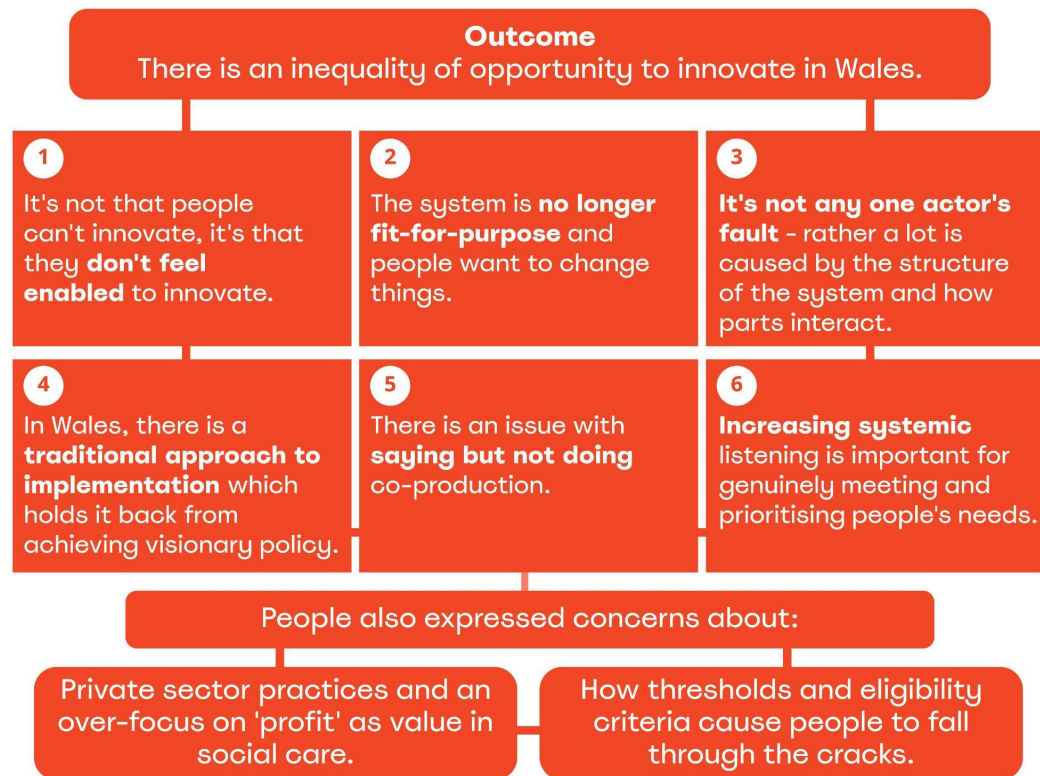 Outcome
There is an inequality of opportunity to innovate in Wales.
1
It's not that people
can't innovate, it's that
they don't feel
enabled to innovate.
2
The system is no longer
fit-for-purpose and
people want to change
things.
3
It's not any one actor's
fault - rather a lot is
caused by the structure
of the system and how
parts interact.
4
In Wales, there is a
traditional approach to
implementation which
holds it back from
achieving visionary policy.
5
There is an issue with
saying but not doing
co-production.
6
Increasing systemic
listening is important for
genuinely meeting and
prioritising people's needs.
People also expressed concerns about:
Private sector practices and an
over-focus on 'profit' as value in
social care.
How thresholds and eligibility
criteria cause people to fall
through the cracks.